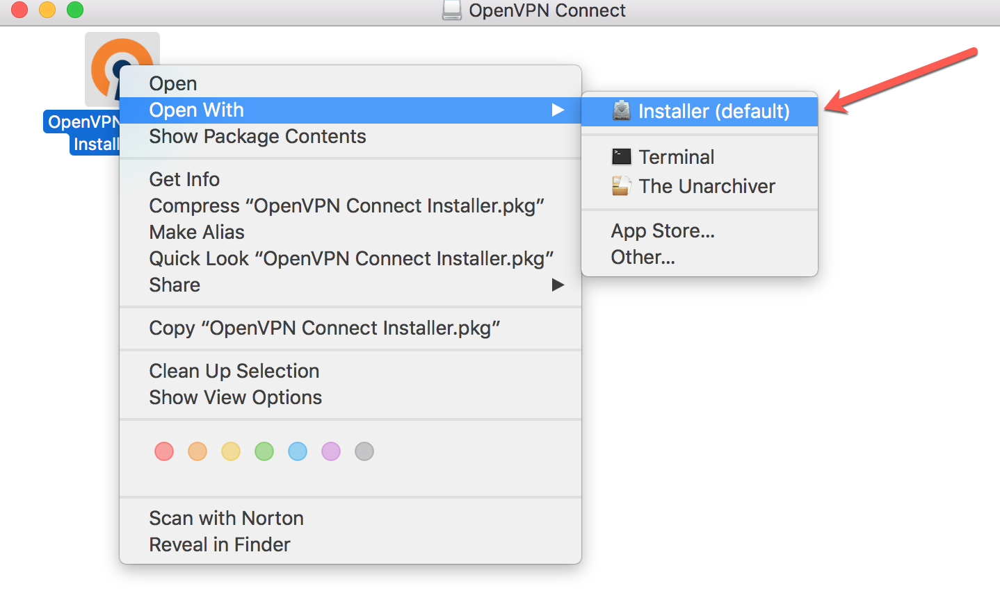 OpenVPN Connect
OpenVPN
Install
Open
Open With
Show Package Contents
Get Info
Compress “OpenVPN Connect Installer.pkg”
Make Alias
Quick Look “OpenVPN Connect Installer.pkg”
Share
Copy “OpenVPN Connect Installer.pkg”
Clean Up Selection
Show View Options
Scan with Norton
Reveal in Finder
Installer (default)
Terminal
The Unarchiver
App Store...
Other...